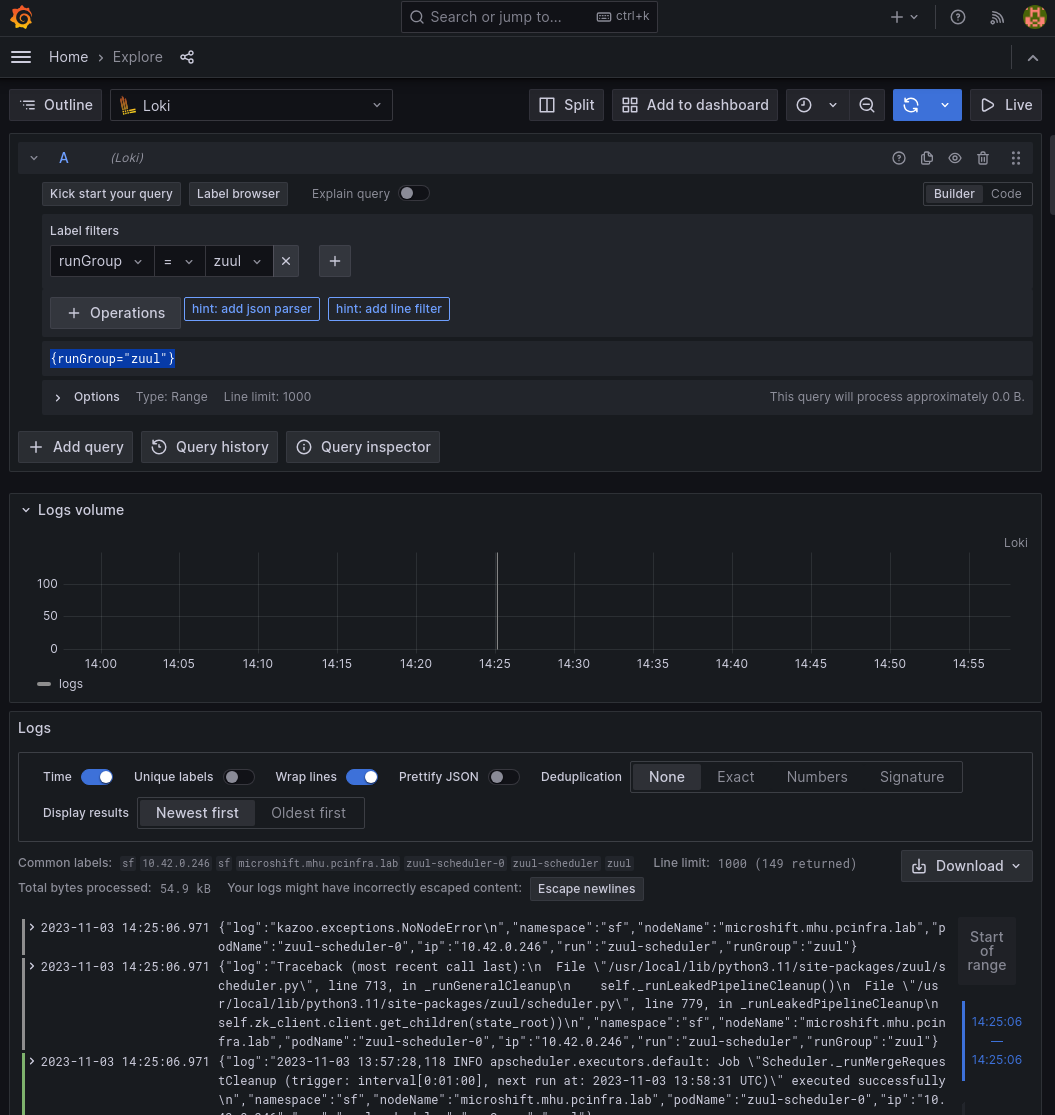 Search or jump to... ctrl+k
Home › Explore
Outline Loki Split Add to dashboard Live
A (Loki)
Kick start your query Label browser Explain query Builder Code
Label filters
runGroup = zuul
Operations hint: add json parser hint: add line filter
{runGroup="zuul"}
Options Type: Range Line limit: 1000 This query will process approximately 0.0 B.
Add query Query history Query inspector
Logs volume
Loki
100
50
0
14:00 14:05 14:10 14:15 14:20 14:25 14:30 14:35 14:40 14:45 14:50 14:55
logs
Logs
Time Unique labels Wrap lines Prettify JSON Deduplication None Exact Numbers Signature
Display results Newest first Oldest first
Common labels: sf 10.42.0.246 sf microshift.mhu.pcinfra.lab zuul-scheduler-0 zuul-scheduler zuul Line limit: 1000 (149 returned) Download
Total bytes processed: 54.9 kB Your logs might have incorrectly escaped content: Escape newlines
2023-11-03 14:25:06.971 {"log":"kazoo.exceptions.NoNodeError\n","namespace":"sf","nodeName":"microshift.mhu.pcinfra.lab","p
odName":"zuul-scheduler-0","ip":"10.42.0.246","run":"zuul-scheduler","runGroup":"zuul"}
2023-11-03 14:25:06.971 {"log":"Traceback (most recent call last):\n  File \"/usr/local/lib/python3.11/site-packages/zuul/s
cheduler.py\", line 713, in _runGeneralCleanup\n    self._runLeakedPipelineCleanup()\n  File \"/us
r/local/lib/python3.11/site-packages/zuul/scheduler.py\", line 779, in _runLeakedPipelineCleanup\n
self.zk_client.client.get_children(state_root))\n","namespace":"sf","nodeName":"microshift.mhu.pcin
fra.lab","podName":"zuul-scheduler-0","ip":"10.42.0.246","run":"zuul-scheduler","runGroup":"zuul"}
2023-11-03 14:25:06.971 {"log":"2023-11-03 13:57:28,118 INFO apscheduler.executors.default: Job \"Scheduler._runMergeReque
stCleanup (trigger: interval[0:01:00], next run at: 2023-11-03 13:58:31 UTC)\" executed successfully
\n","namespace":"sf","nodeName":"microshift.mhu.pcinfra.lab","podName":"zuul-scheduler-0","ip":"10.
Start
of
range
14:25:06
—
14:25:06